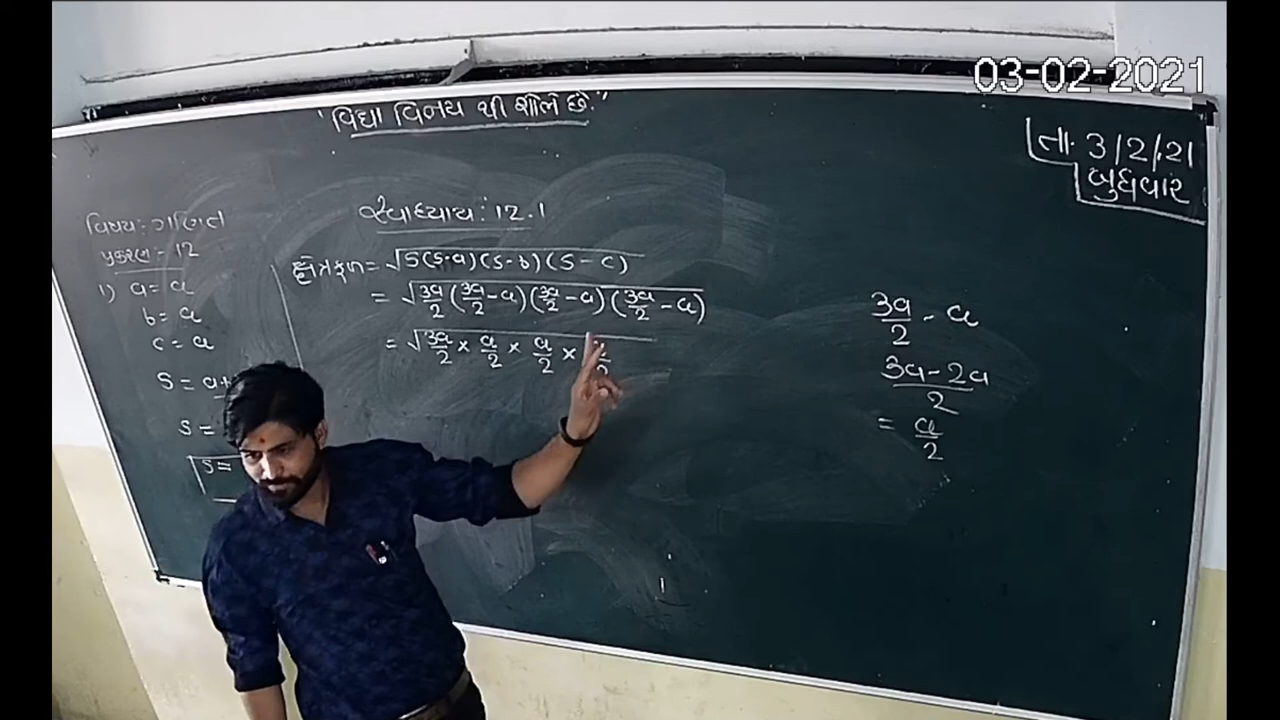 03-02-2021
"વિદ્યા વિનય થી શોભે છે."
તા. 3/2/21
બુધવાર
વિષય: ગણિત
પ્રકરણ - 12
1) a = a
b = a
c = a
S = a+
S =
S =
સ્વાધ્યાય: 12.1
ક્ષેત્રફળ = √S(S-a)(S-b)(S-c)
= √3a/2 (3a/2 - a)(3a/2 - a)(3a/2 - a)
= √3a/2 × a/2 × a/2 × /2
3a/2 - a
3a - 2a/2
= a/2